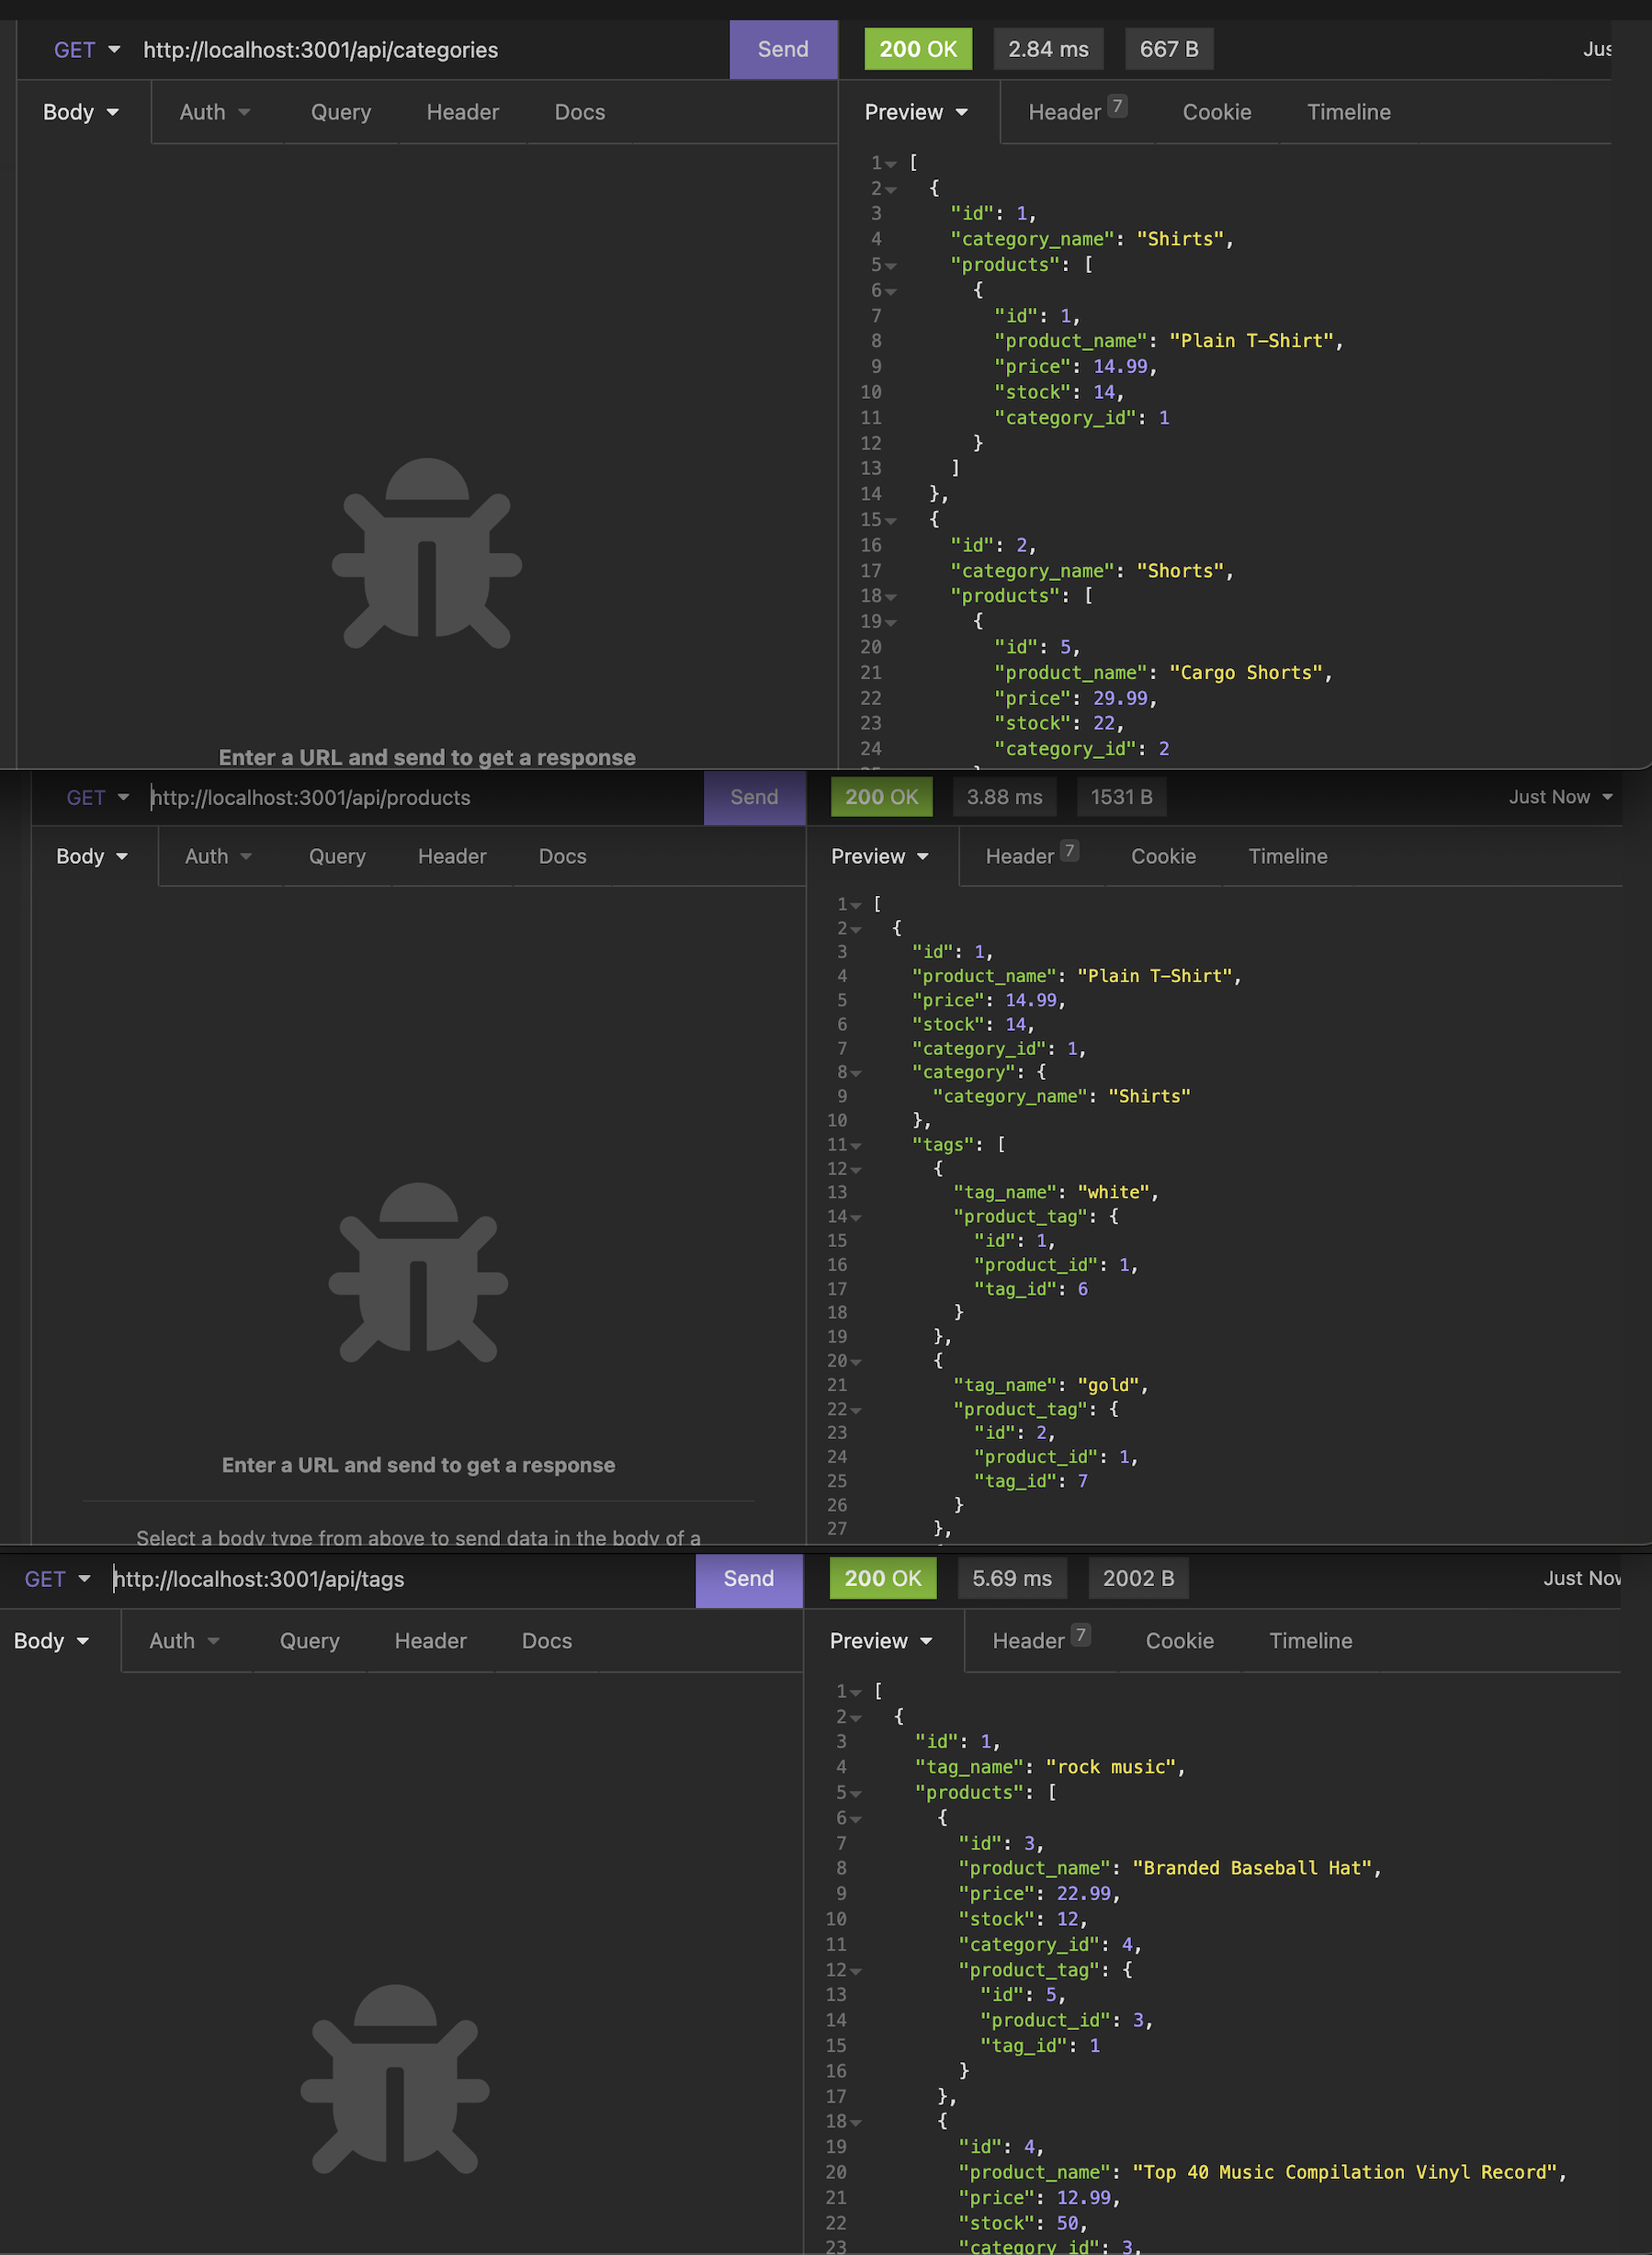 GET http://localhost:3001/api/categories Send 200 OK 2.84 ms 667 B
Body Auth Query Header Docs Preview Header 7 Cookie Timeline
1 [
2 {
3 "id": 1,
4 "category_name": "Shirts",
5 "products": [
6 {
7 "id": 1,
8 "product_name": "Plain T-Shirt",
9 "price": 14.99,
10 "stock": 14,
11 "category_id": 1
12 }
13 ]
14 },
15 {
16 "id": 2,
17 "category_name": "Shorts",
18 "products": [
19 {
20 "id": 5,
21 "product_name": "Cargo Shorts",
22 "price": 29.99,
23 "stock": 22,
24 "category_id": 2
Enter a URL and send to get a response
GET http://localhost:3001/api/products Send 200 OK 3.88 ms 1531 B Just Now
Body Auth Query Header Docs Preview Header 7 Cookie Timeline
1 [
2 {
3 "id": 1,
4 "product_name": "Plain T-Shirt",
5 "price": 14.99,
6 "stock": 14,
7 "category_id": 1,
8 "category": {
9 "category_name": "Shirts"
10 },
11 "tags": [
12 {
13 "tag_name": "white",
14 "product_tag": {
15 "id": 1,
16 "product_id": 1,
17 "tag_id": 6
18 }
19 },
20 {
21 "tag_name": "gold",
22 "product_tag": {
23 "id": 2,
24 "product_id": 1,
25 "tag_id": 7
26 }
27 },
Enter a URL and send to get a response
Select a body type from above to send data in the body of a
GET http://localhost:3001/api/tags Send 200 OK 5.69 ms 2002 B Just Now
Body Auth Query Header Docs Preview Header 7 Cookie Timeline
1 [
2 {
3 "id": 1,
4 "tag_name": "rock music",
5 "products": [
6 {
7 "id": 3,
8 "product_name": "Branded Baseball Hat",
9 "price": 22.99,
10 "stock": 12,
11 "category_id": 4,
12 "product_tag": {
13 "id": 5,
14 "product_id": 3,
15 "tag_id": 1
16 }
17 },
18 {
19 "id": 4,
20 "product_name": "Top 40 Music Compilation Vinyl Record",
21 "price": 12.99,
22 "stock": 50,
23 "category_id": 3,